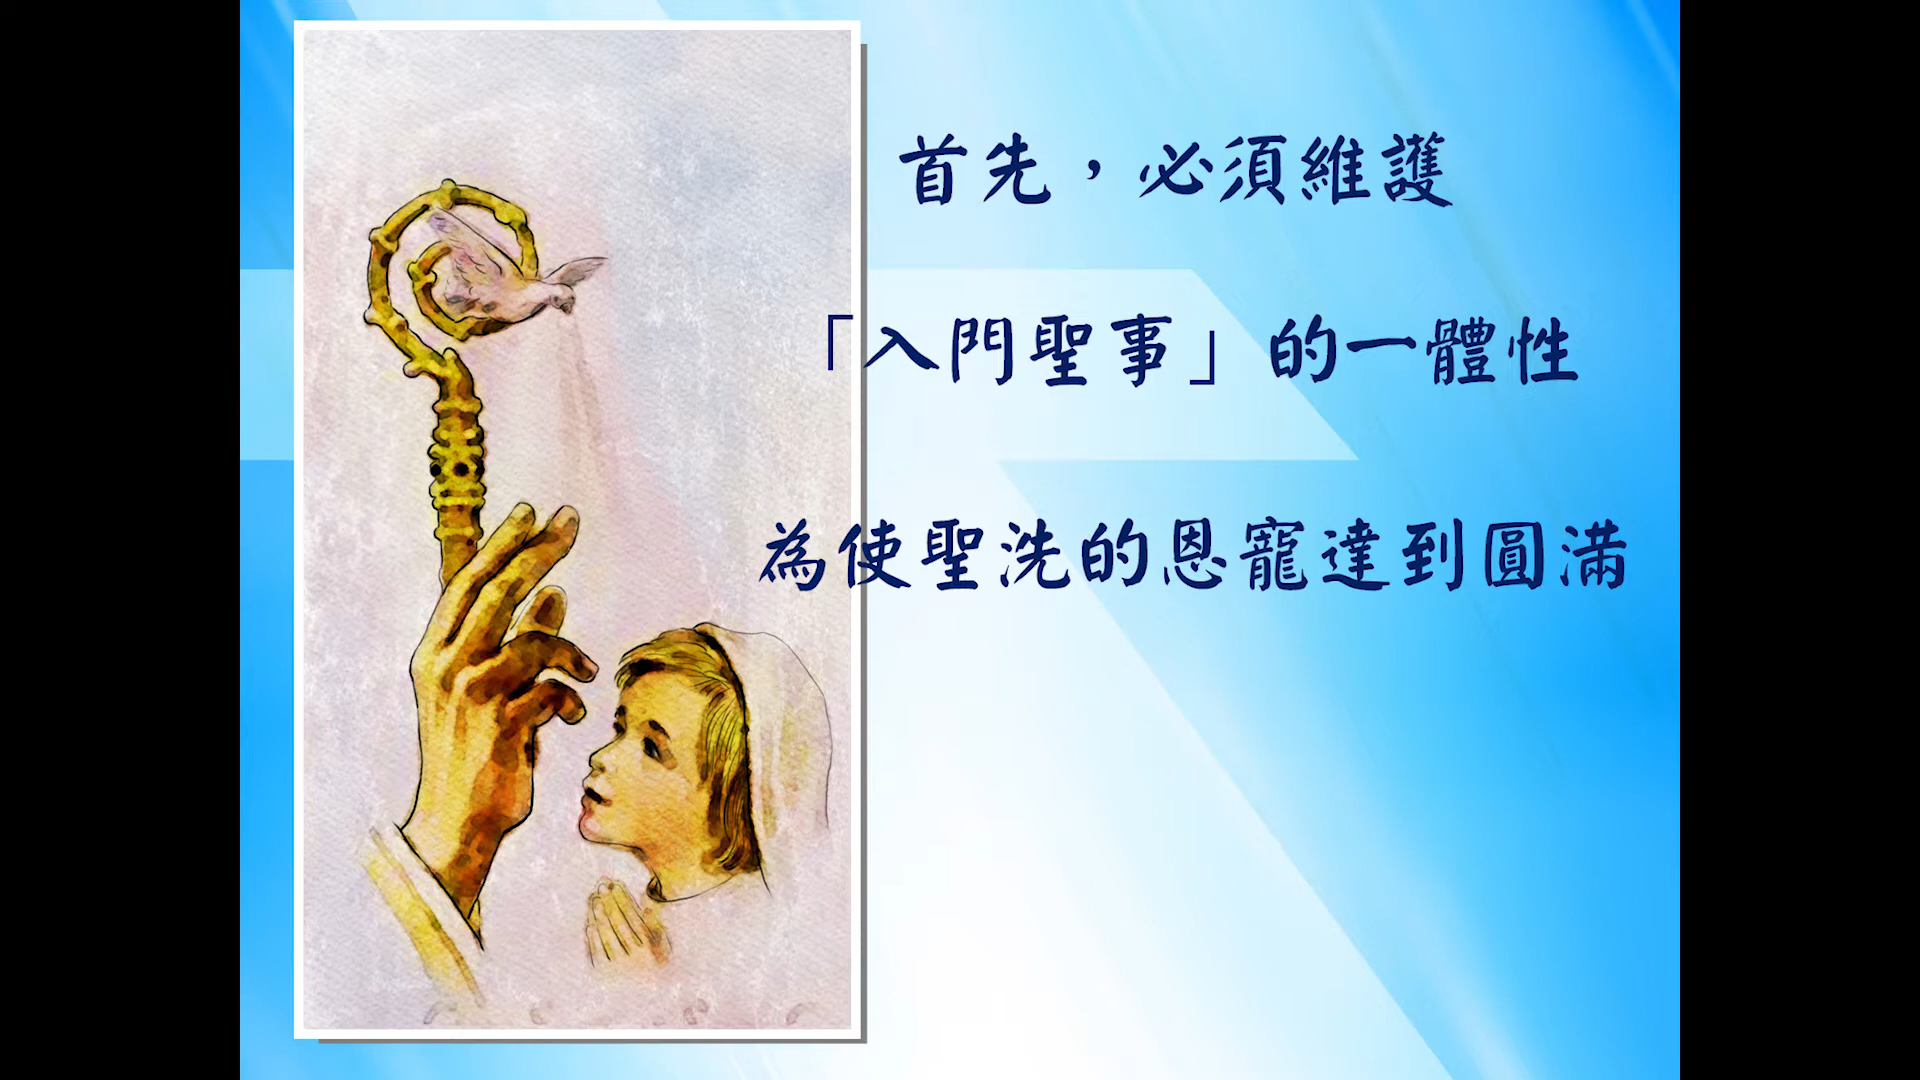 首先，必須維護
「入門聖事」的一體性
為使聖洗的恩寵達到圓滿